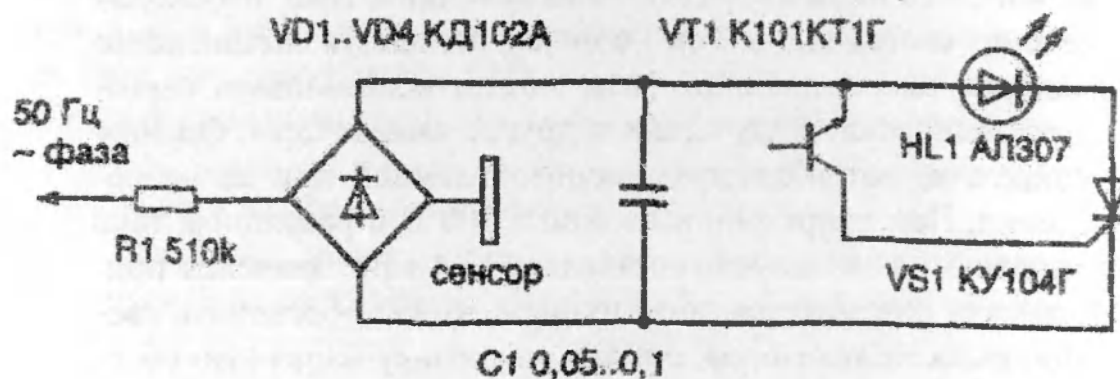 VD1..VD4 КД102А
VT1 К101КТ1Г
50 Гц
~ фаза
R1 510k
сенсор
HL1 АЛ307
VS1 КУ104Г
C1 0,05..0,1